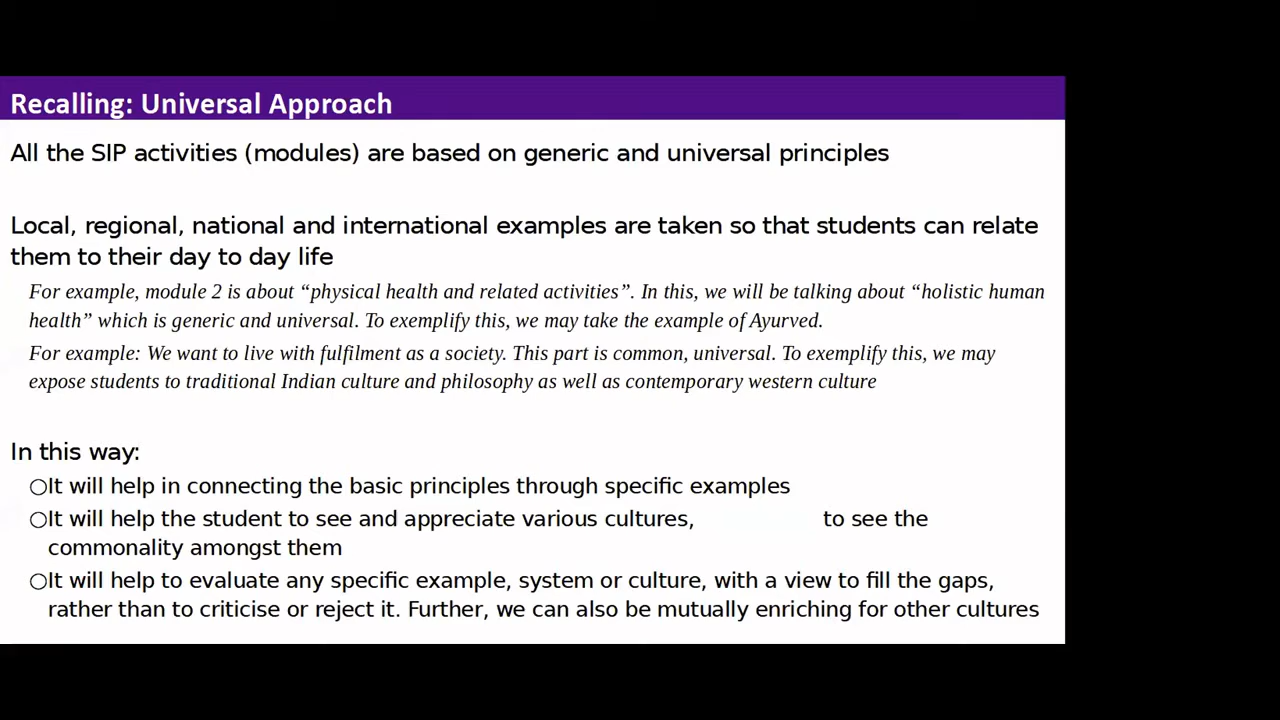 Recalling: Universal Approach
All the SIP activities (modules) are based on generic and universal principles
Local, regional, national and international examples are taken so that students can relate
them to their day to day life
For example, module 2 is about “physical health and related activities”. In this, we will be talking about “holistic human
health” which is generic and universal. To exemplify this, we may take the example of Ayurved.
For example: We want to live with fulfilment as a society. This part is common, universal. To exemplify this, we may
expose students to traditional Indian culture and philosophy as well as contemporary western culture
In this way:
○It will help in connecting the basic principles through specific examples
○It will help the student to see and appreciate various cultures, to see the
commonality amongst them
○It will help to evaluate any specific example, system or culture, with a view to fill the gaps,
rather than to criticise or reject it. Further, we can also be mutually enriching for other cultures